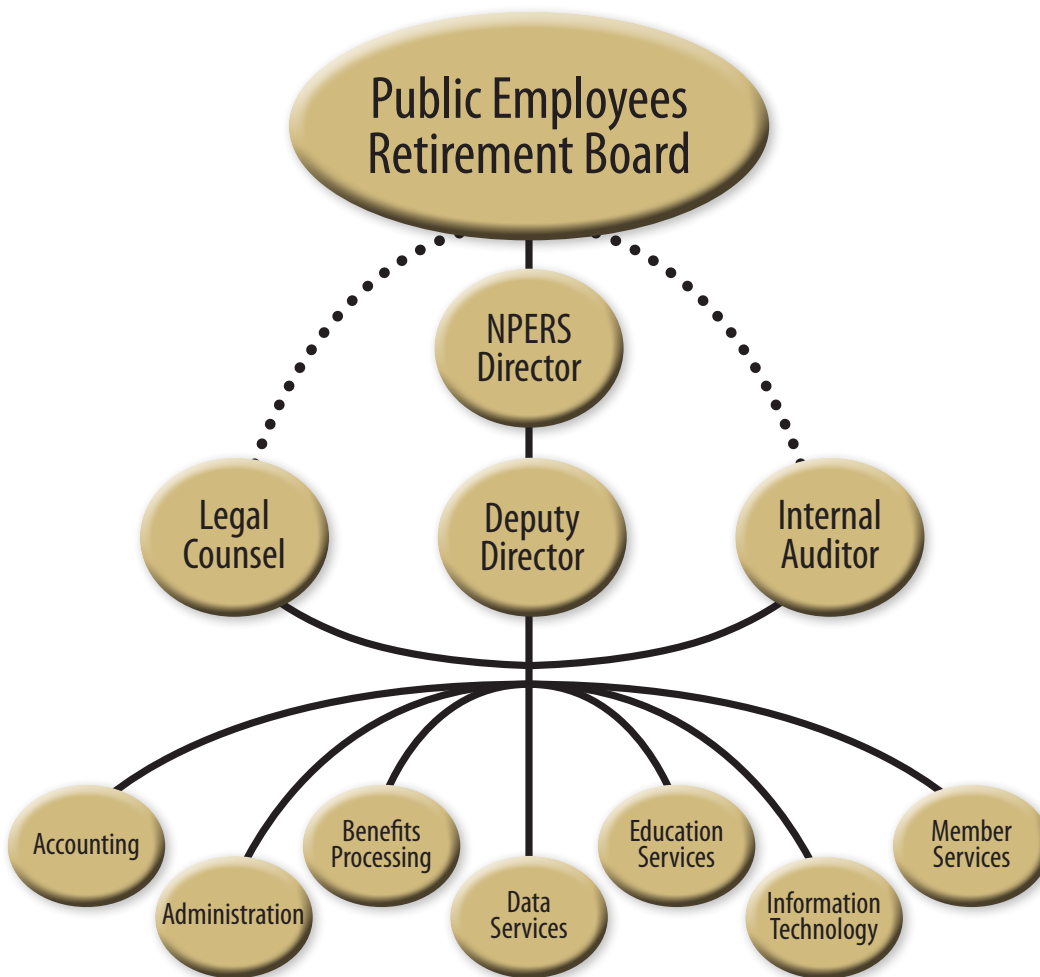 Public Employees
Retirement Board
NPERS
Director
Legal
Counsel
Deputy
Director
Internal
Auditor
Accounting
Administration
Benefits
Processing
Data
Services
Education
Services
Information
Technology
Member
Services